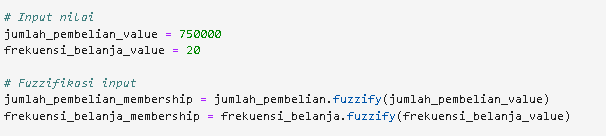 # Input nilai
jumlah_pembelian_value = 750000
frekuensi_belanja_value = 20
# Fuzzifikasi input
jumlah_pembelian_membership = jumlah_pembelian.fuzzify(jumlah_pembelian_value)
frekuensi_belanja_membership = frekuensi_belanja.fuzzify(frekuensi_belanja_value)